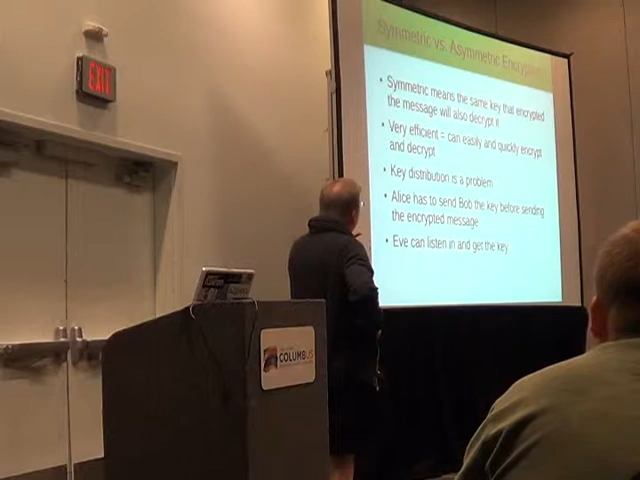 EXIT
Symmetric vs. Asymmetric Encryption
• Symmetric means the same key that encrypted
the message will also decrypt it
• Very efficient = can easily and quickly encrypt
and decrypt
• Key distribution is a problem
• Alice has to send Bob the key before sending
the encrypted message
• Eve can listen in and get the key
COLUMBUS